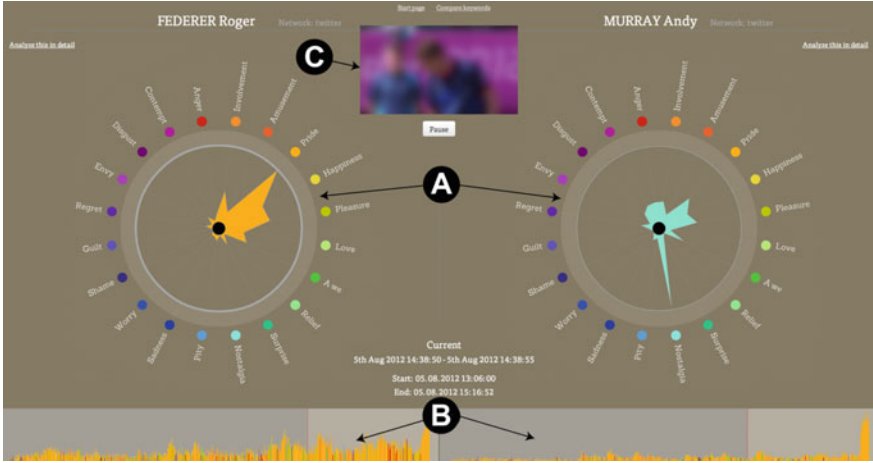 Start page Compare keywords
FEDERER Roger Network: twitter
MURRAY Andy Network: twitter
Analyse this in detail
Analyse this in detail
C
Pause
A
B
Involvement
Amusement
Pride
Happiness
Pleasure
Love
Awe
Relief
Surprise
Nostalgia
Pity
Sadness
Worry
Shame
Guilt
Regret
Envy
Disgust
Contempt
Anger
Involvement
Amusement
Pride
Happiness
Pleasure
Love
Awe
Relief
Surprise
Nostalgia
Pity
Sadness
Worry
Shame
Guilt
Regret
Envy
Disgust
Contempt
Anger
Current
5th Aug 2012 14:38:50 - 5th Aug 2012 14:38:55
Start: 05.08.2012 13:06:00
End: 05.08.2012 15:16:52